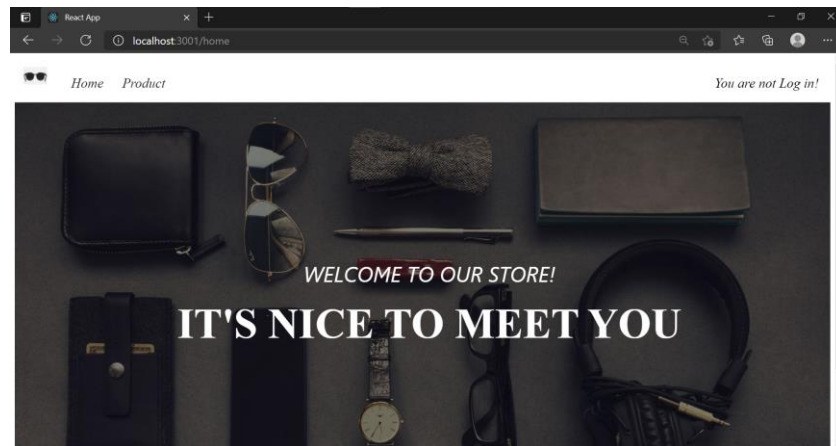 React App
localhost:3001/home
Home Product You are not Log in!
WELCOME TO OUR STORE!
IT'S NICE TO MEET YOU